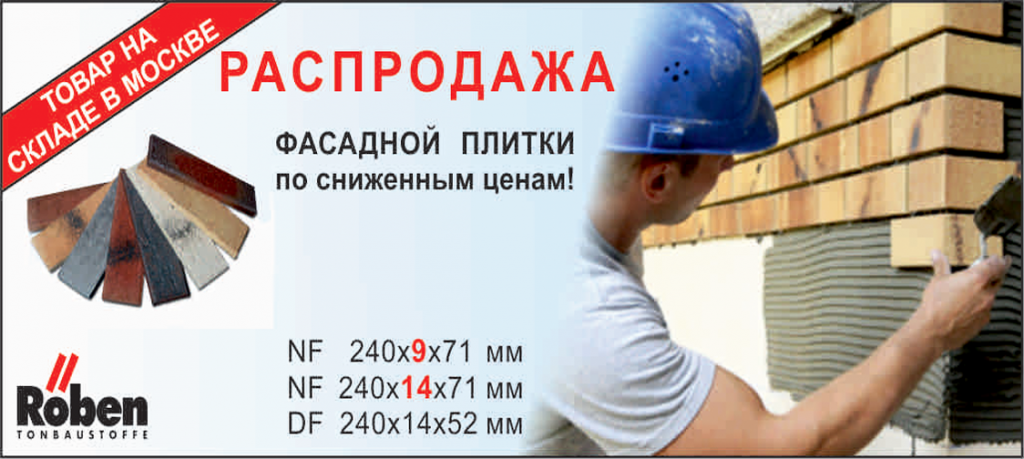 ТОВАР НА
СКЛАДЕ В МОСКВЕ
РАСПРОДАЖА
ФАСАДНОЙ ПЛИТКИ
по сниженным ценам!
NF 240x9x71 мм
NF 240x14x71 мм
DF 240x14x52 мм
Röben
TONBAUSTOFFE